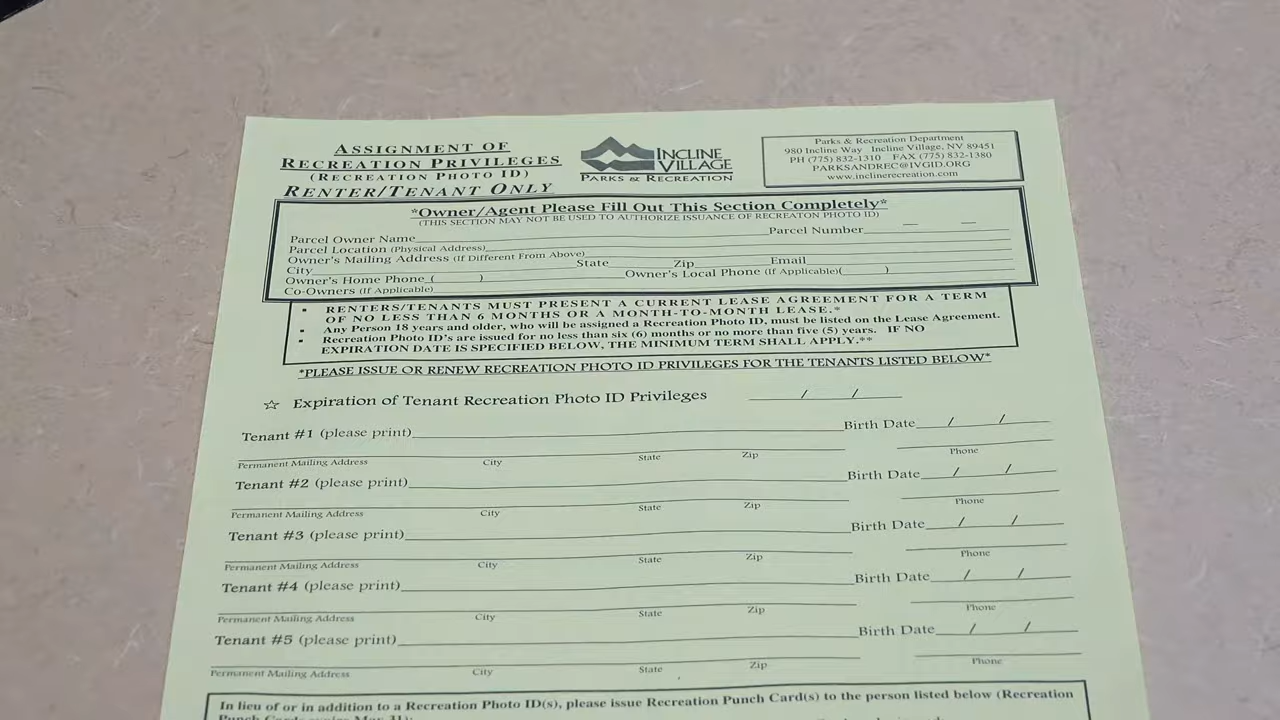 ASSIGNMENT OF
RECREATION PRIVILEGES
(RECREATION PHOTO ID)
RENTER/TENANT ONLY
INCLINE
VILLAGE
PARKS & RECREATION
Parks & Recreation Department
980 Incline Way Incline Village, NV 89451
PH (775) 832-1310 FAX (775) 832-1380
PARKSANDREC@IVGID.ORG
www.inclinerecreation.com
*Owner/Agent Please Fill Out This Section Completely*
(THIS SECTION MAY NOT BE USED TO AUTHORIZE ISSUANCE OF RECREATON PHOTO ID)
Parcel Owner Name Parcel Number
Parcel Location (Physical Address)
Owner's Mailing Address (If Different From Above)
City State Zip Email
Owner's Home Phone ( ) Owner's Local Phone (If Applicable)( )
Co-Owners (If Applicable)
• RENTERS/TENANTS MUST PRESENT A CURRENT LEASE AGREEMENT FOR A TERM
OF NO LESS THAN 6 MONTHS OR A MONTH-TO-MONTH LEASE.*
• Any Person 18 years and older, who will be assigned a Recreation Photo ID, must be listed on the Lease Agreement.
• Recreation Photo ID's are issued for no less than six (6) months or no more than five (5) years. IF NO
EXPIRATION DATE IS SPECIFIED BELOW, THE MINIMUM TERM SHALL APPLY.**
*PLEASE ISSUE OR RENEW RECREATION PHOTO ID PRIVILEGES FOR THE TENANTS LISTED BELOW*
☆ Expiration of Tenant Recreation Photo ID Privileges / /
Tenant #1 (please print) Birth Date / /
Permanent Mailing Address City State Zip Phone
Tenant #2 (please print) Birth Date / /
Permanent Mailing Address City State Zip Phone
Tenant #3 (please print) Birth Date / /
Permanent Mailing Address City State Zip Phone
Tenant #4 (please print) Birth Date / /
Permanent Mailing Address City State Zip Phone
Tenant #5 (please print) Birth Date / /
Permanent Mailing Address City State Zip Phone
In lieu of or in addition to a Recreation Photo ID(s), please issue Recreation Punch Card(s) to the person listed below (Recreation